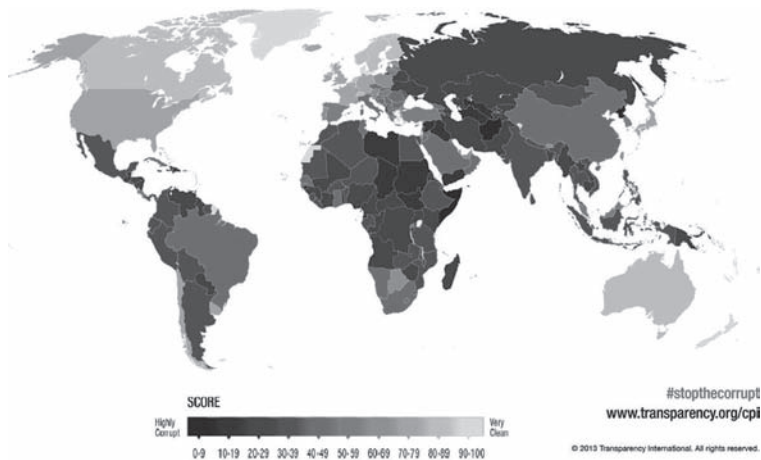 #stopthecorrupt
www.transparency.org/cpi
SCORE
Highly
Corrupt
Very
Clean
0-9 10-19 20-29 30-39 40-49 50-59 60-69 70-79 80-89 90-100
© 2013 Transparency International. All rights reserved.